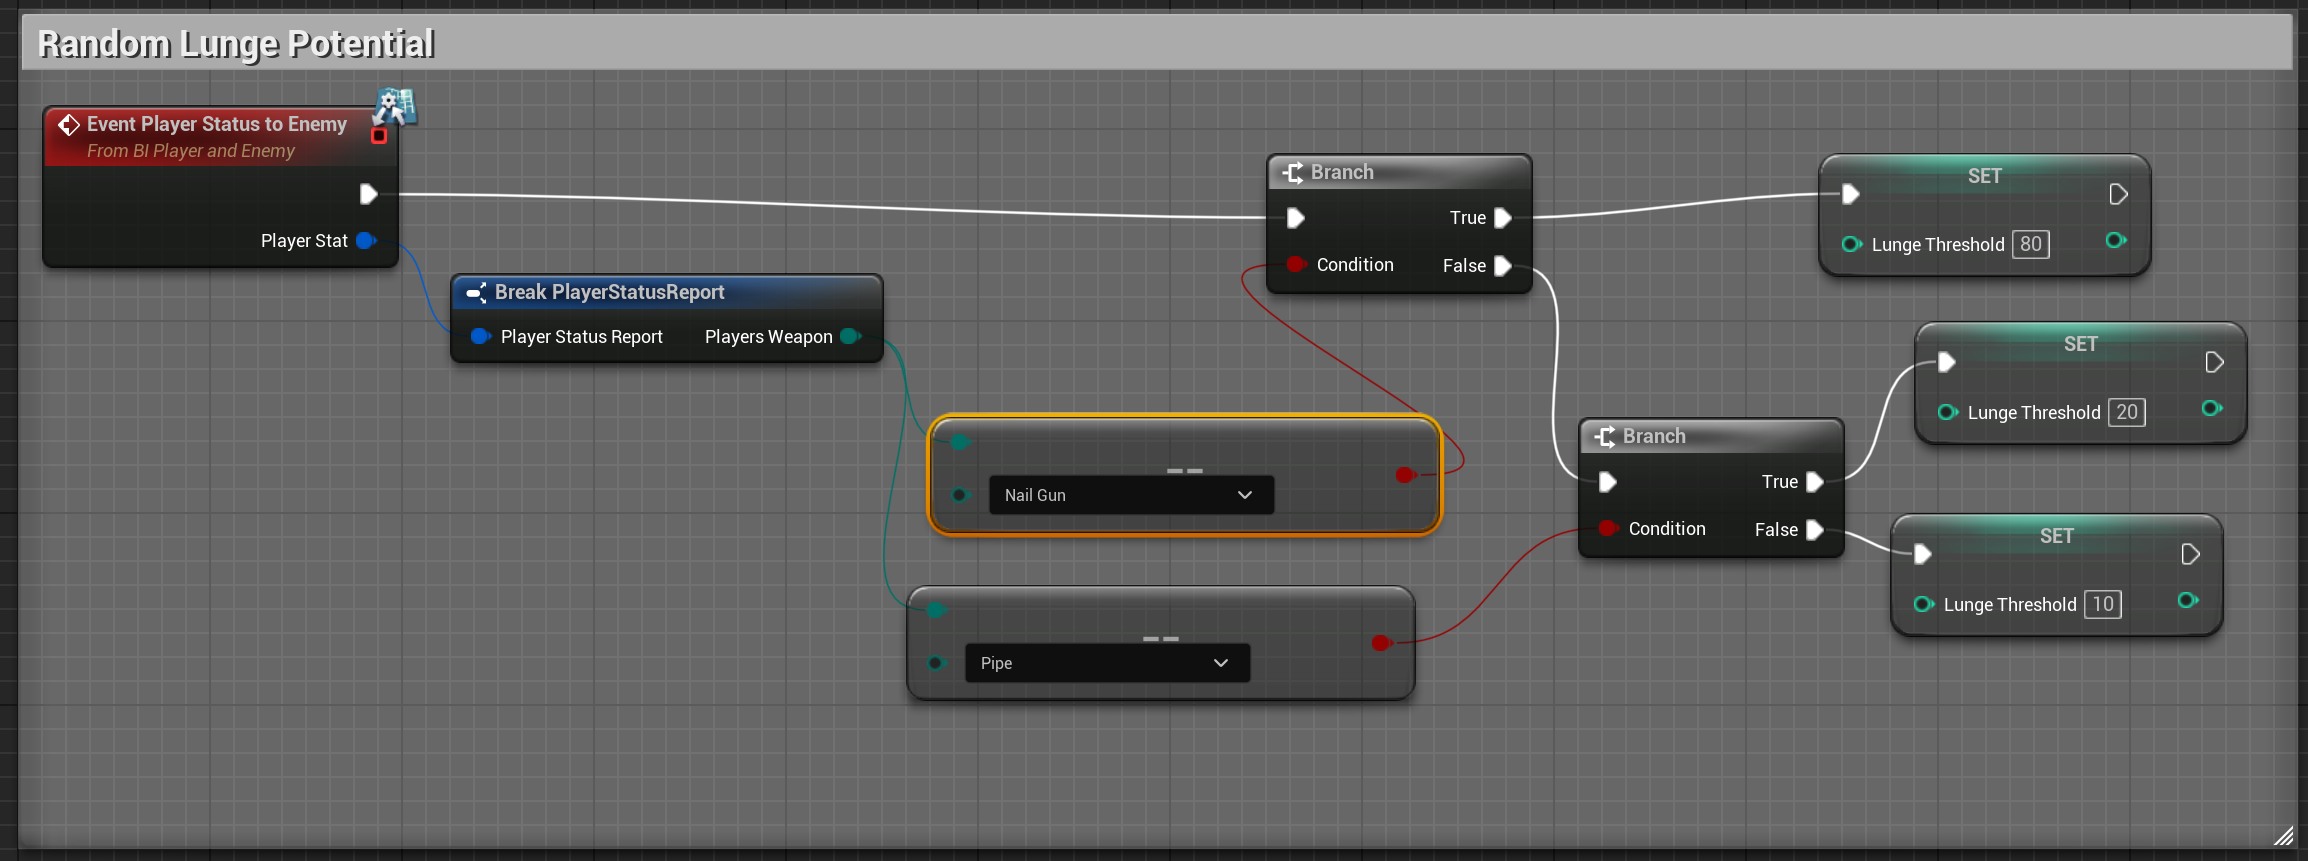 Random Lunge Potential
Event Player Status to Enemy
From BI Player and Enemy
Player Stat
Break PlayerStatusReport
Player Status Report Players Weapon
Branch
True
Condition False
SET
Lunge Threshold 80
SET
Lunge Threshold 20
==
Nail Gun
Branch
True
Condition False
SET
Lunge Threshold 10
==
Pipe